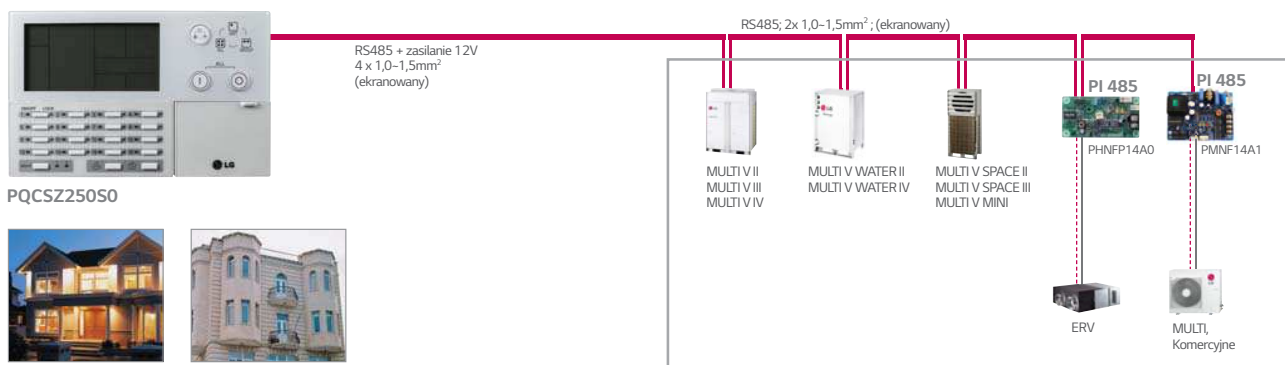 RS485; 2x 1,0–1,5mm² ; (ekranowany)
RS485 + zasilanie 12V
4 x 1,0–1,5mm²
(ekranowany)
LG
PQCSZ250S0
MULTI V II
MULTI V III
MULTI V IV
LG
MULTI V WATER II
MULTI V WATER IV
MULTI V SPACE II
MULTI V SPACE III
MULTI V MINI
PI 485
PHNFP14A0
ERV
PI 485
PMNF14A1
MULTI,
Komercyjne